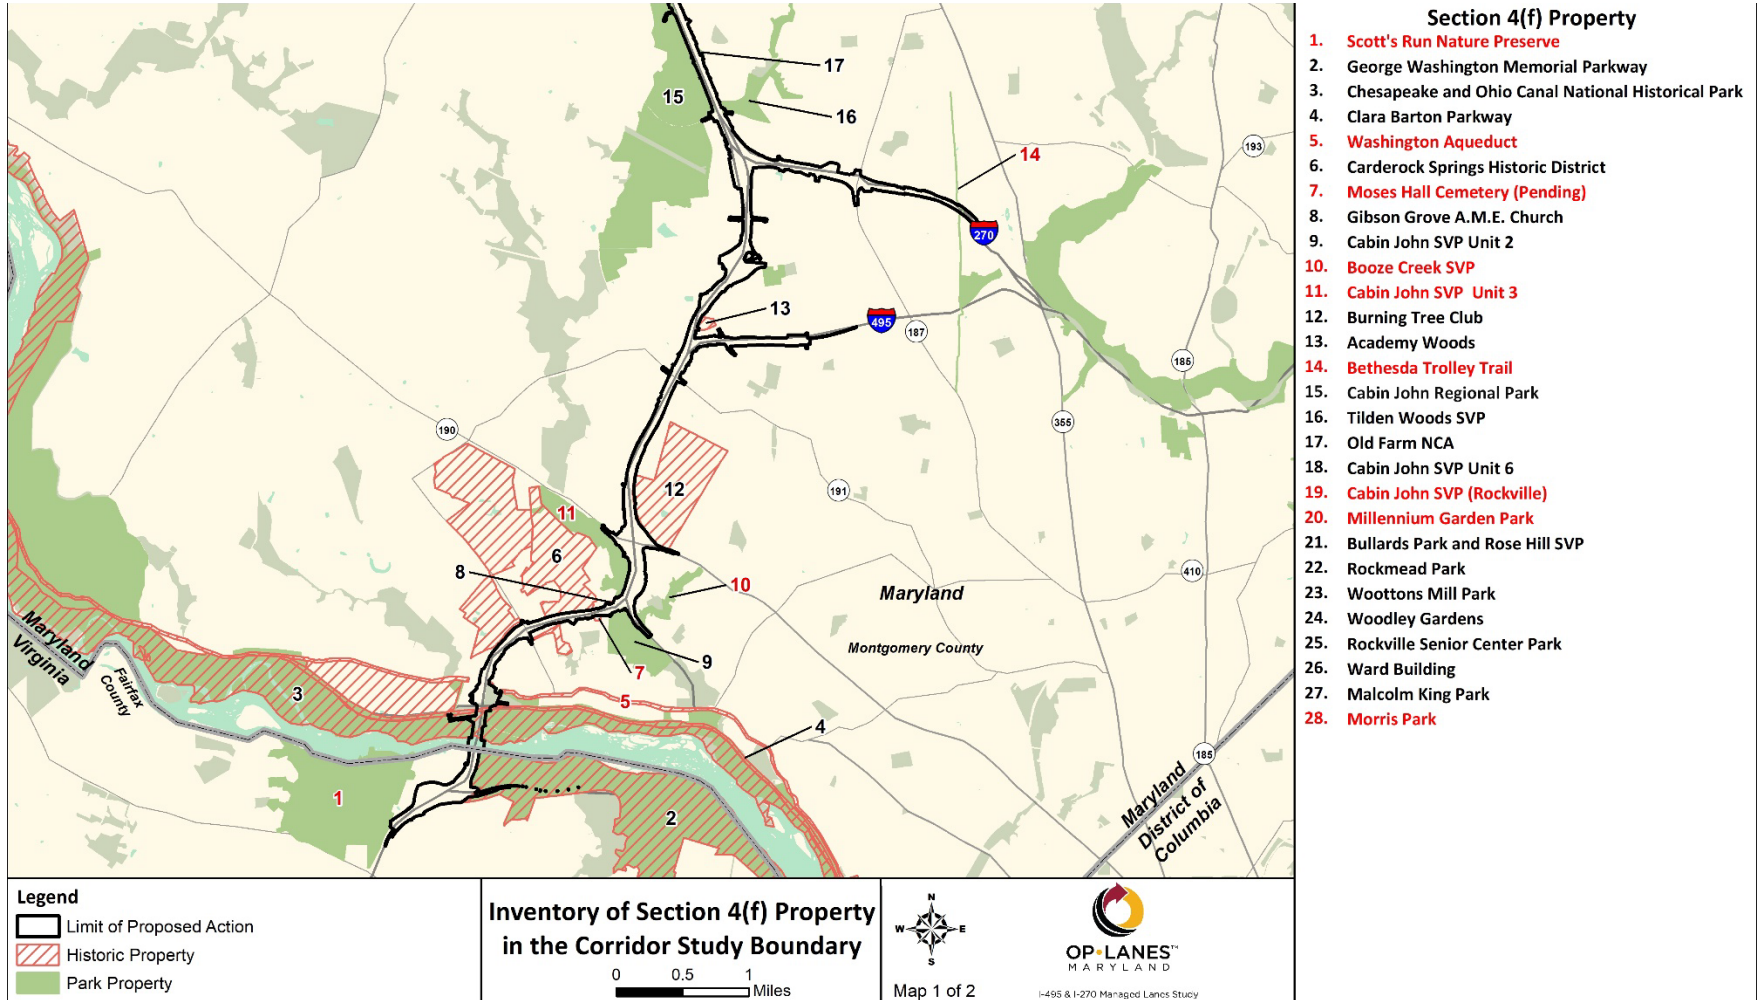 Section 4(f) Property
1. Scott's Run Nature Preserve
2. George Washington Memorial Parkway
3. Chesapeake and Ohio Canal National Historical Park
4. Clara Barton Parkway
5. Washington Aqueduct
6. Carderock Springs Historic District
7. Moses Hall Cemetery (Pending)
8. Gibson Grove A.M.E. Church
9. Cabin John SVP Unit 2
10. Booze Creek SVP
11. Cabin John SVP Unit 3
12. Burning Tree Club
13. Academy Woods
14. Bethesda Trolley Trail
15. Cabin John Regional Park
16. Tilden Woods SVP
17. Old Farm NCA
18. Cabin John SVP Unit 6
19. Cabin John SVP (Rockville)
20. Millennium Garden Park
21. Bullards Park and Rose Hill SVP
22. Rockmead Park
23. Woottons Mill Park
24. Woodley Gardens
25. Rockville Senior Center Park
26. Ward Building
27. Malcolm King Park
28. Morris Park
17
15
16
193
14
270
13
495
187
185
355
190
12
191
11
6
8
10
410
Maryland
Montgomery County
9
7
5
Maryland
Virginia
Fairfax
County
3
4
185
1
2
Maryland
District of
Columbia
Legend
Limit of Proposed Action
Historic Property
Park Property
Inventory of Section 4(f) Property
in the Corridor Study Boundary
0 0.5 1
Miles
N
W E
S
Map 1 of 2
OP•LANES™
MARYLAND
I-495 & I-270 Managed Lanes Study